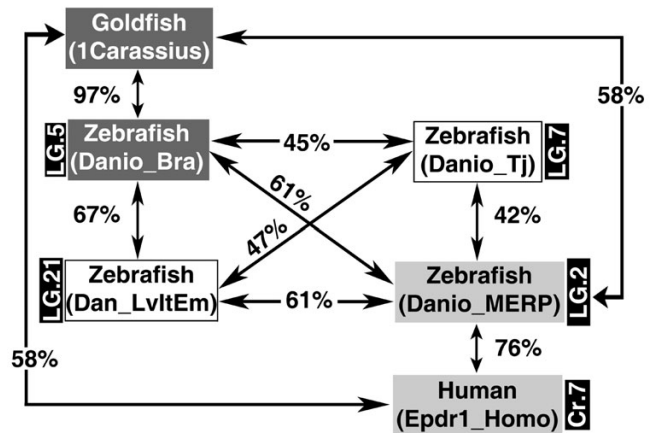 Goldfish
(1Carassius)
97%
58%
LG.5
Zebrafish
(Danio_Bra)
45%
Zebrafish
(Danio_Tj)
LG.7
67%
61%
47%
42%
LG.21
Zebrafish
(Dan_LvItEm)
61%
Zebrafish
(Danio_MERP)
LG.2
58%
76%
Human
(Epdr1_Homo)
Cr.7